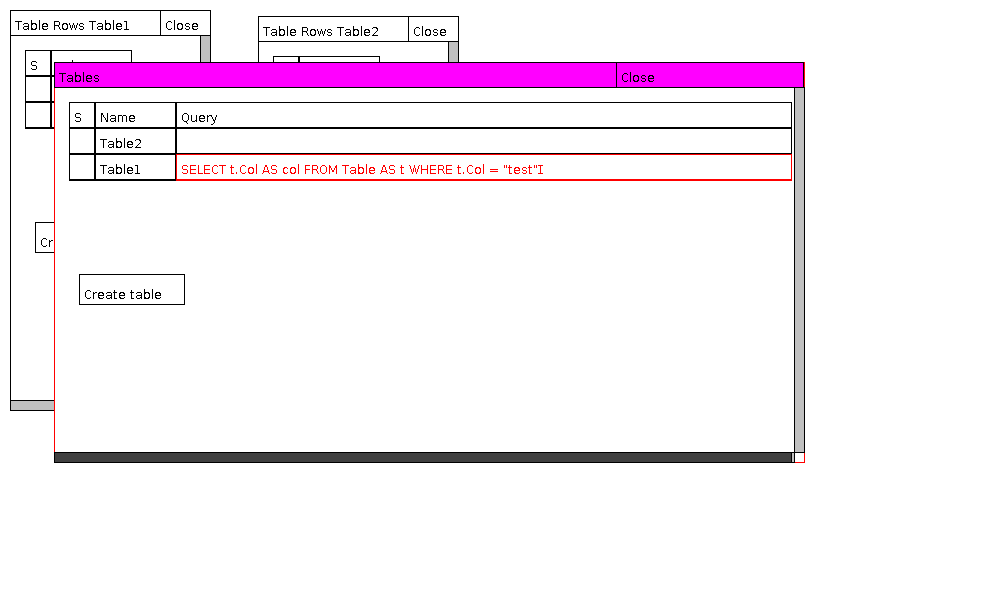 Table Rows Table1 Close
Table Rows Table2 Close
S
Tables Close
S Name Query
Table2
Table1 SELECT t.Col AS col FROM Table AS t WHERE t.Col = "test"
Cr
Create table